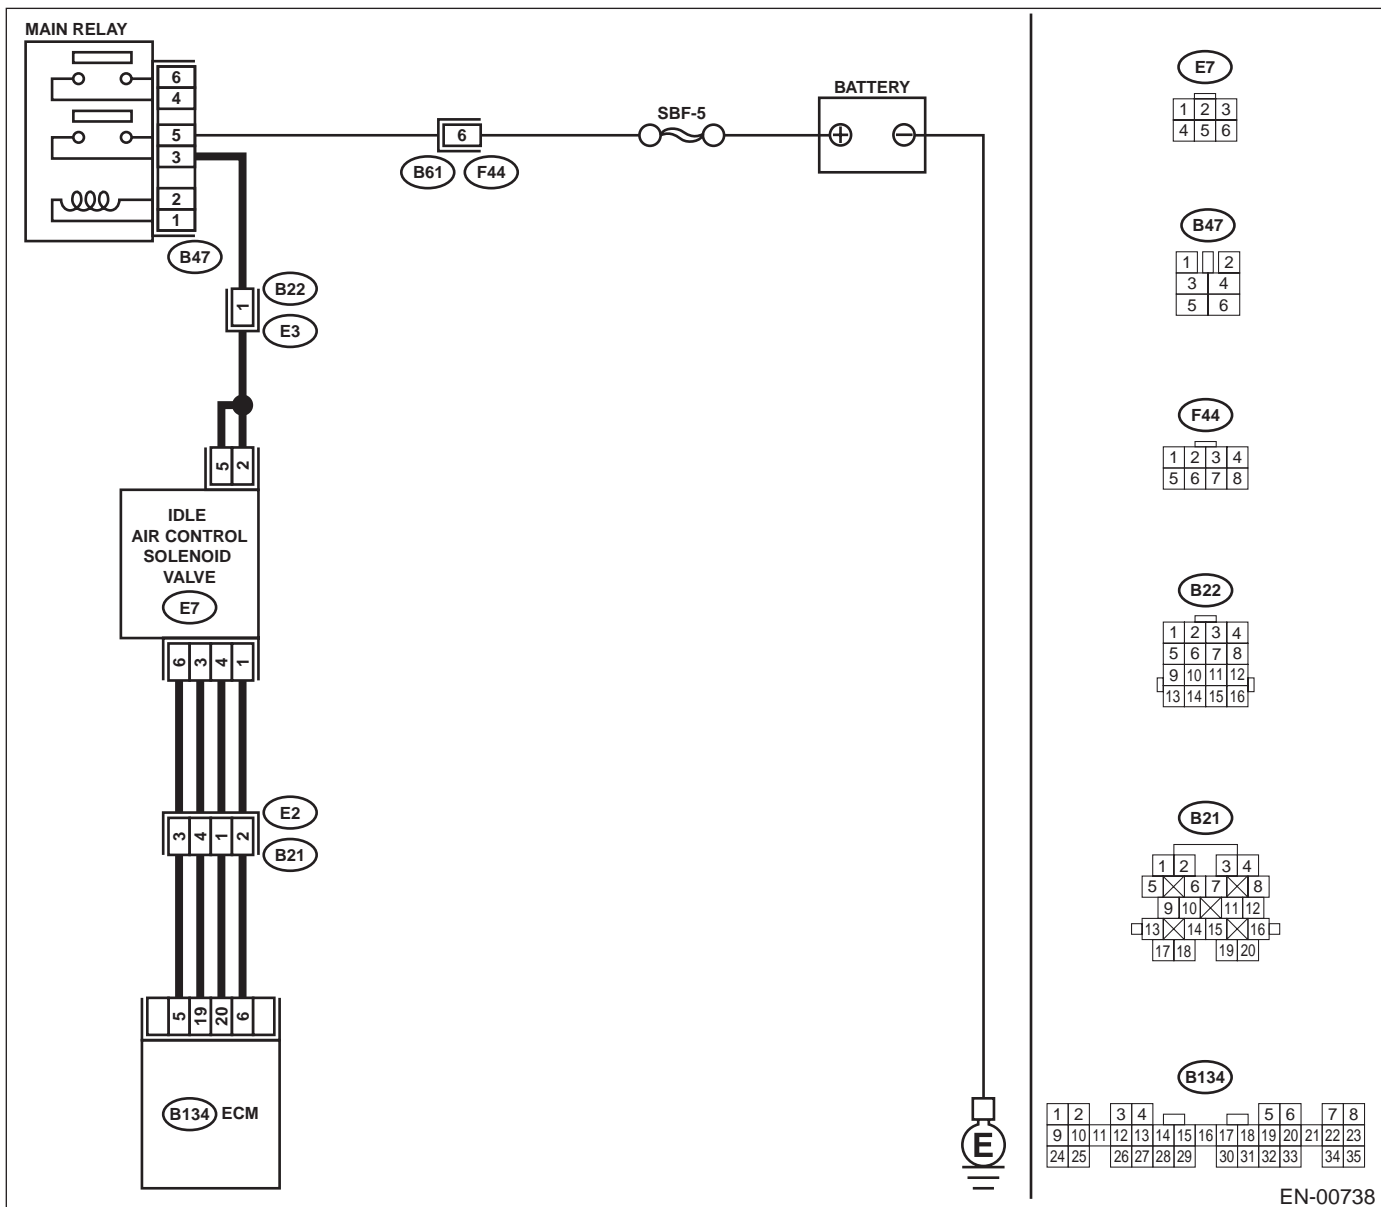 MAIN RELAY
6
4
5
3
2
1
B47
6
B61 F44
SBF-5
BATTERY
+ −
1
B22
E3
5 2
IDLE
AIR CONTROL
SOLENOID
VALVE
E7
6 3 4 1
E2
3 4 1 2
B21
5 19 20 6
B134 ECM
E
E7
1 2 3
4 5 6
B47
1 2
3 4
5 6
F44
1 2 3 4
5 6 7 8
B22
1 2 3 4
5 6 7 8
9 10 11 12
13 14 15 16
B21
1 2 3 4
5 6 7 8
9 10 11 12
13 14 15 16
17 18 19 20
B134
1 2 3 4 5 6 7 8
9 10 11 12 13 14 15 16 17 18 19 20 21 22 23
24 25 26 27 28 29 30 31 32 33 34 35
EN-00738